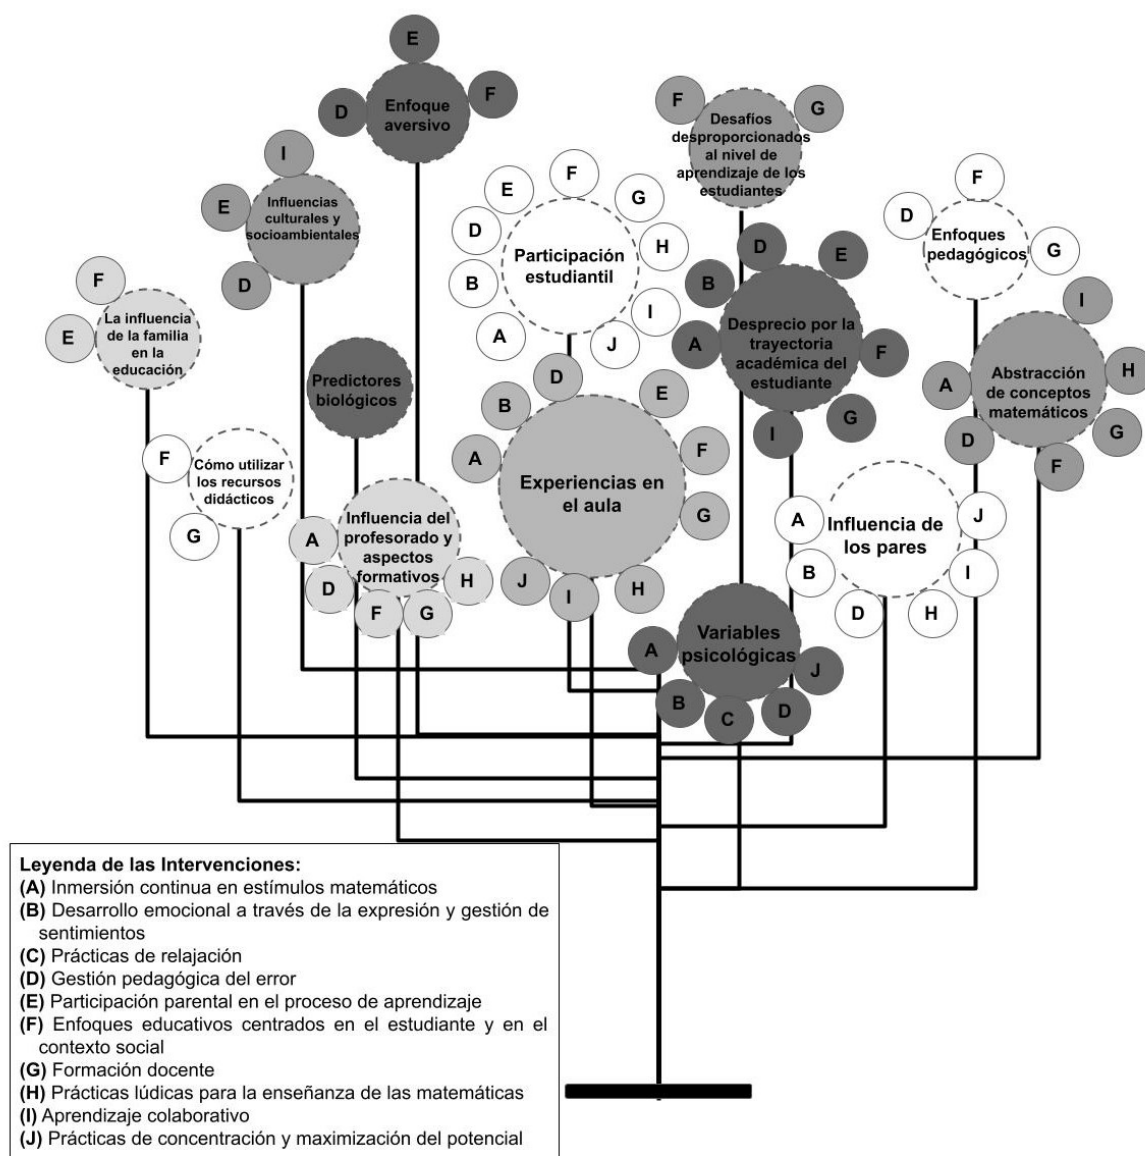 E
D
F
Enfoque
aversivo
I
E
D
Influencias
culturales y
socioambientales
F
E
La influencia
de la familia
en la
educación
F
G
Cómo utilizar
los recursos
didácticos
Predictores
biológicos
A
D
F
G
H
Influencia del
profesorado y
aspectos
formativos
F
E
G
D
H
B
I
A
J
Participación
estudiantil
D
B
E
A
F
G
J
I
H
Experiencias en
el aula
F
G
Desafíos
desproporcionados
al nivel de
aprendizaje de los
estudiantes
D
E
B
A
F
G
I
Desprecio por la
trayectoria
académica del
estudiante
F
D
G
Enfoques
pedagógicos
I
H
A
D
G
F
Abstracción
de conceptos
matemáticos
A
J
B
I
D
H
Influencia de
los pares
A
J
B
C
D
Variables
psicológicas
Leyenda de las Intervenciones:
(A) Inmersión continua en estímulos matemáticos
(B) Desarrollo emocional a través de la expresión y gestión de
sentimientos
(C) Prácticas de relajación
(D) Gestión pedagógica del error
(E) Participación parental en el proceso de aprendizaje
(F) Enfoques educativos centrados en el estudiante y en el
contexto social
(G) Formación docente
(H) Prácticas lúdicas para la enseñanza de las matemáticas
(I) Aprendizaje colaborativo
(J) Prácticas de concentración y maximización del potencial